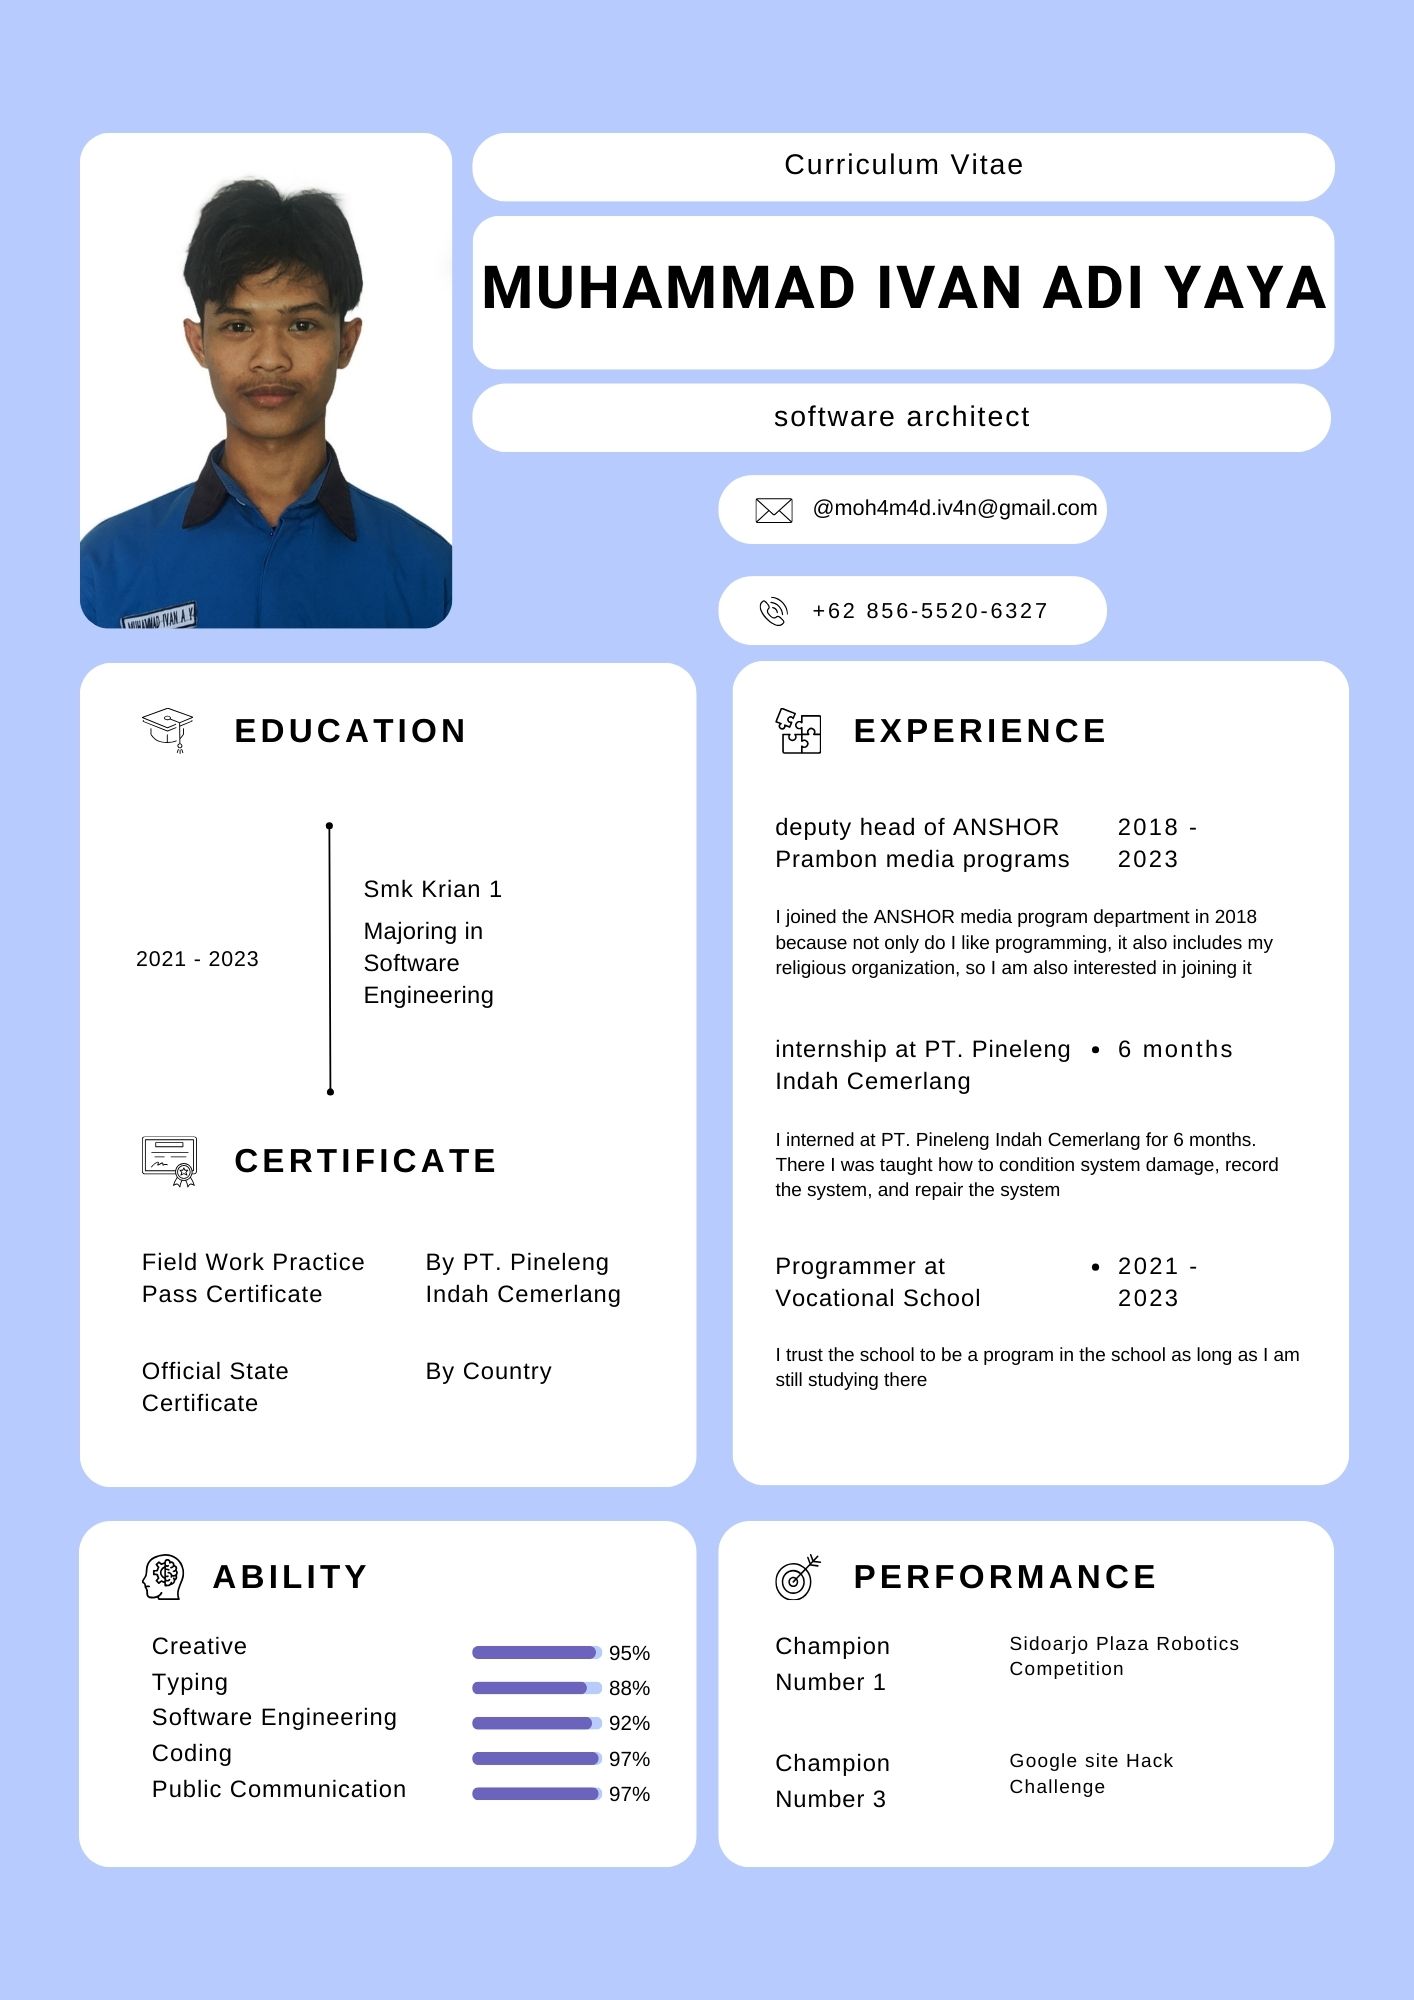 Curriculum Vitae
MUHAMMAD IVAN ADI YAYA
software architect
@moh4m4d.iv4n@gmail.com
+62 856-5520-6327
MUHAMMAD IVAN A.Y
EDUCATION
2021 - 2023
Smk Krian 1
Majoring in
Software
Engineering
CERTIFICATE
Field Work Practice
Pass Certificate
By PT. Pineleng
Indah Cemerlang
Official State
Certificate
By Country
EXPERIENCE
deputy head of ANSHOR
Prambon media programs
2018 -
2023
I joined the ANSHOR media program department in 2018
because not only do I like programming, it also includes my
religious organization, so I am also interested in joining it
internship at PT. Pineleng
Indah Cemerlang
• 6 months
I interned at PT. Pineleng Indah Cemerlang for 6 months.
There I was taught how to condition system damage, record
the system, and repair the system
Programmer at
Vocational School
• 2021 -
2023
I trust the school to be a program in the school as long as I am
still studying there
ABILITY
Creative 95%
Typing 88%
Software Engineering 92%
Coding 97%
Public Communication 97%
PERFORMANCE
Champion
Number 1
Sidoarjo Plaza Robotics
Competition
Champion
Number 3
Google site Hack
Challenge